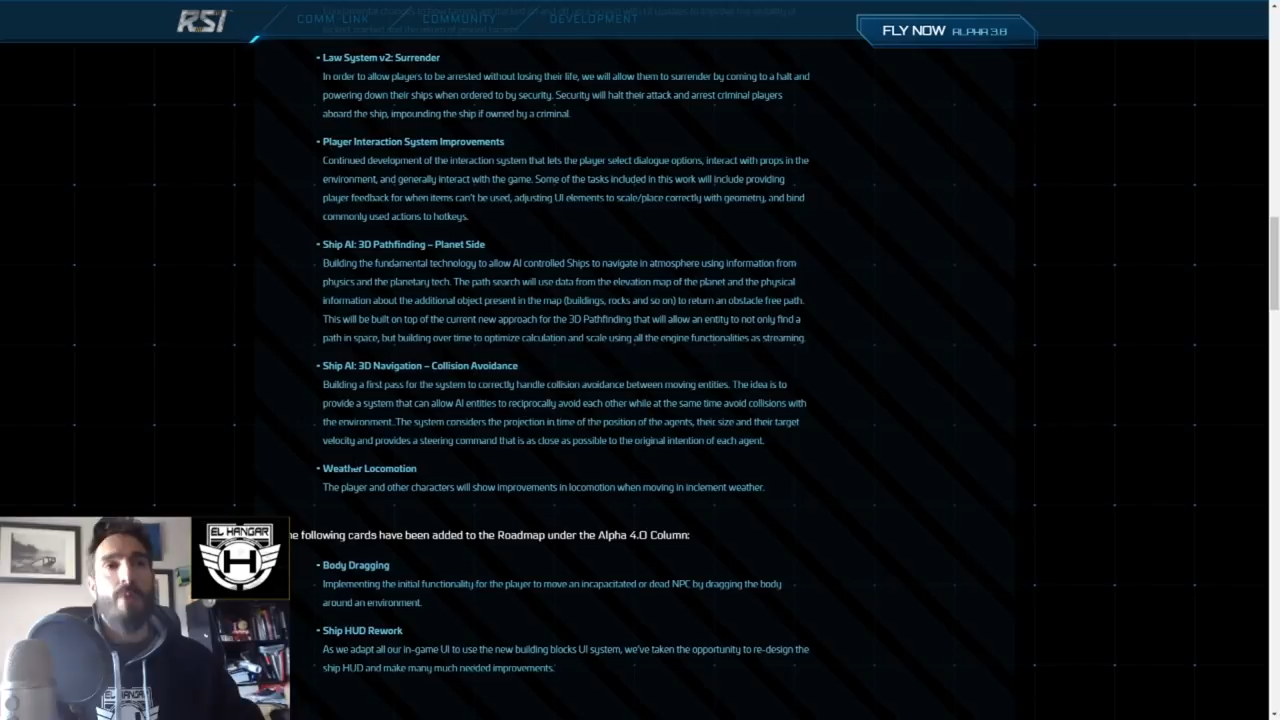 RSI
COMM-LINK
COMMUNITY
DEVELOPMENT
FLY NOW ALPHA 3.8
- Law System v2: Surrender
In order to allow players to be arrested without losing their life, we will allow them to surrender by coming to a halt and
powering down their ships when ordered to by security. Security will halt their attack and arrest criminal players
aboard the ship, impounding the ship if owned by a criminal.
- Player Interaction System Improvements
Continued development of the interaction system that lets the player select dialogue options, interact with props in the
environment, and generally interact with the game. Some of the tasks included in this work will include providing
player feedback for when items can't be used, adjusting UI elements to scale/place correctly with geometry, and bind
commonly used actions to hotkeys.
- Ship AI: 3D Pathfinding – Planet Side
Building the fundamental technology to allow AI controlled Ships to navigate in atmosphere using information from
physics and the planetary tech. The path search will use data from the elevation map of the planet and the physical
information about the additional object present in the map (buildings, rocks and so on) to return an obstacle free path.
This will be built on top of the current new approach for the 3D Pathfinding that will allow an entity to not only find a
path in space, but building over time to optimize calculation and scale using all the engine functionalities as streaming.
- Ship AI: 3D Navigation – Collision Avoidance
Building a first pass for the system to correctly handle collision avoidance between moving entities. The idea is to
provide a system that can allow AI entities to reciprocally avoid each other while at the same time avoid collisions with
the environment. The system considers the projection in time of the position of the agents, their size and their target
velocity and provides a steering command that is as close as possible to the original intention of each agent.
- Weather Locomotion
The player and other characters will show improvements in locomotion when moving in inclement weather.
he following cards have been added to the Roadmap under the Alpha 4.0 Column:
- Body Dragging
Implementing the initial functionality for the player to move an incapacitated or dead NPC by dragging the body
around an environment.
- Ship HUD Rework
As we adapt all our in-game UI to use the new building blocks UI system, we've taken the opportunity to re-design the
ship HUD and make many much needed improvements.
EL HANGAR
H
EL HANGAR